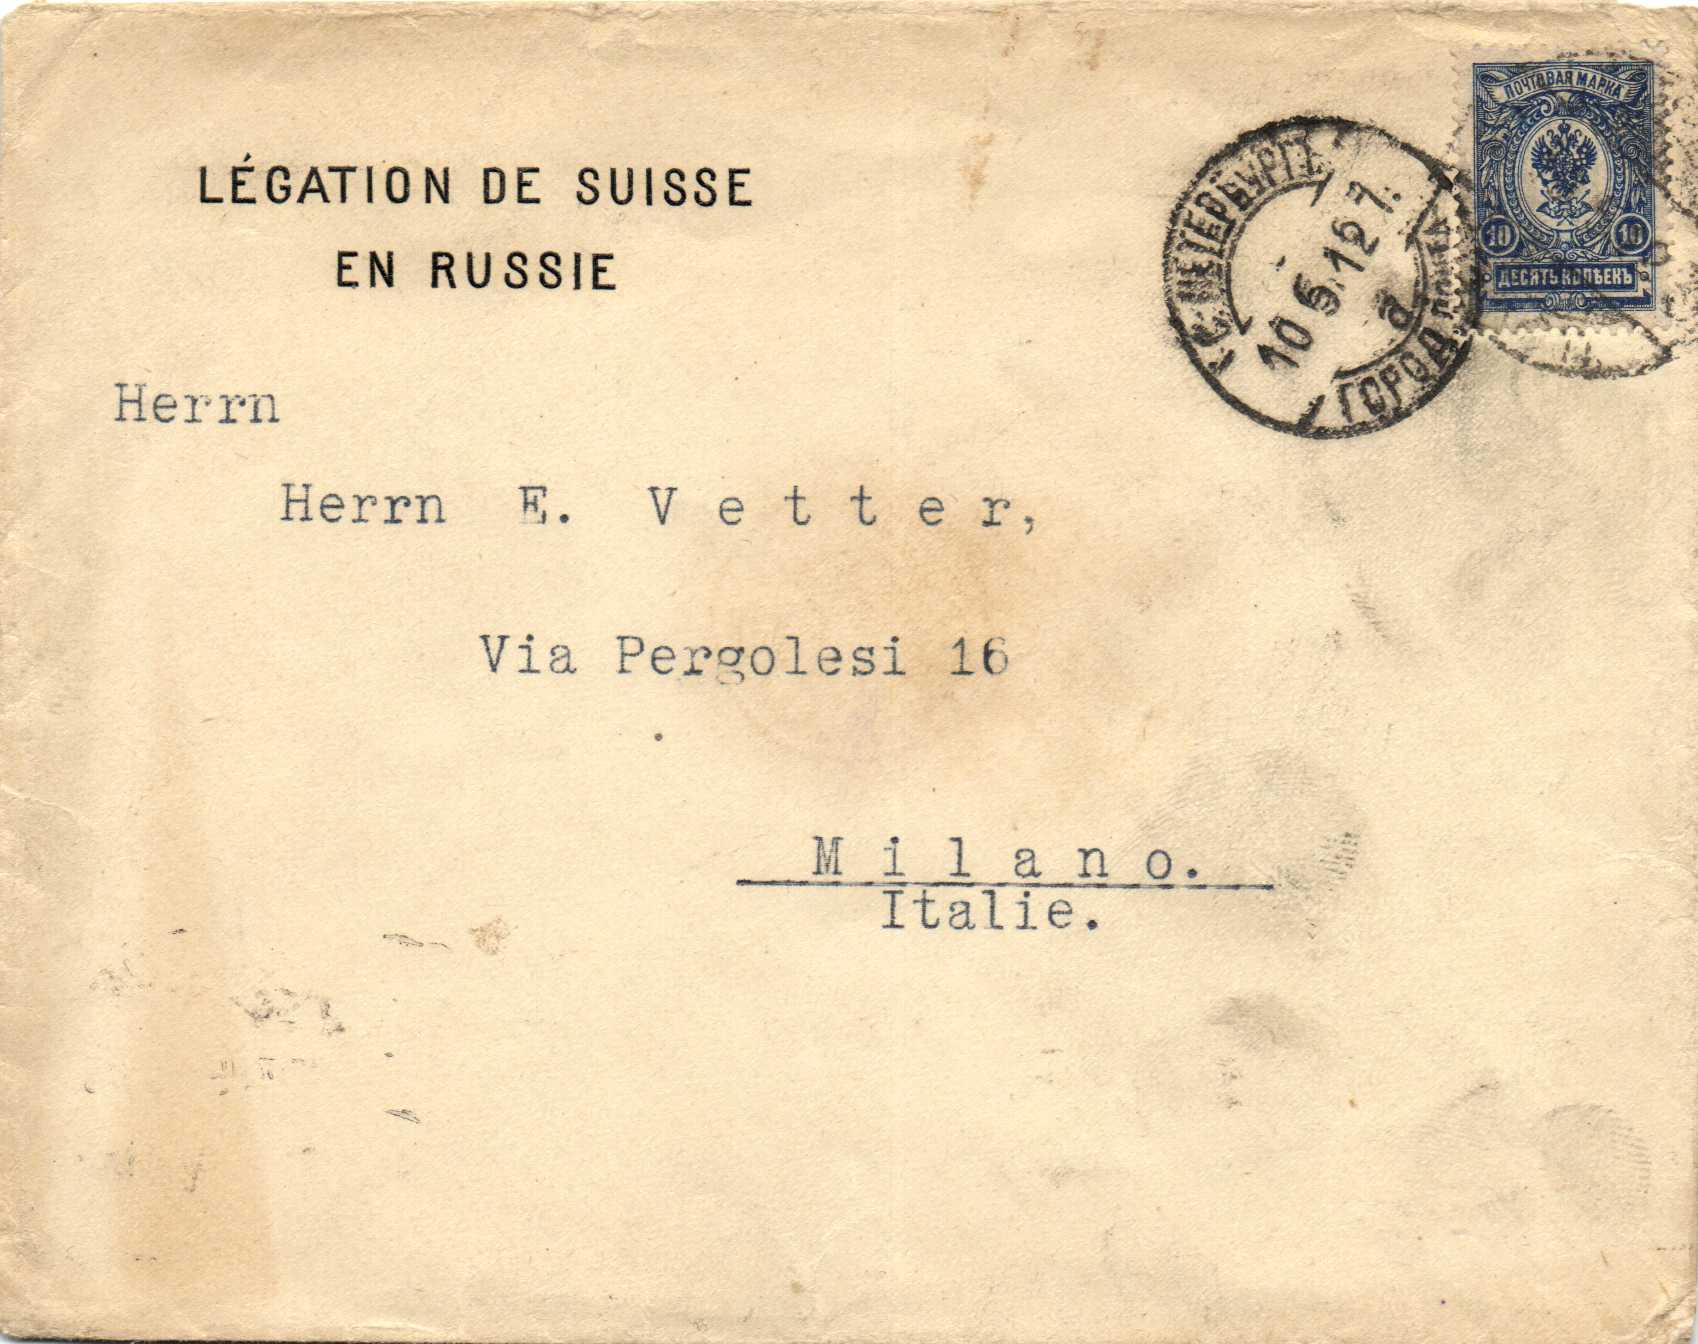 LÉGATION DE SUISSE
EN RUSSIE
ПОЧТОВАЯ МАРКА
10 10
ДЕСЯТЬ КОПѢЕКЪ
С. ПЕТЕРБУРГЪ
10 6. 12
ГОРОД. ПОЧТА
Herrn
Herrn E. Vetter,
Via Pergolesi 16
Milano.
Italie.